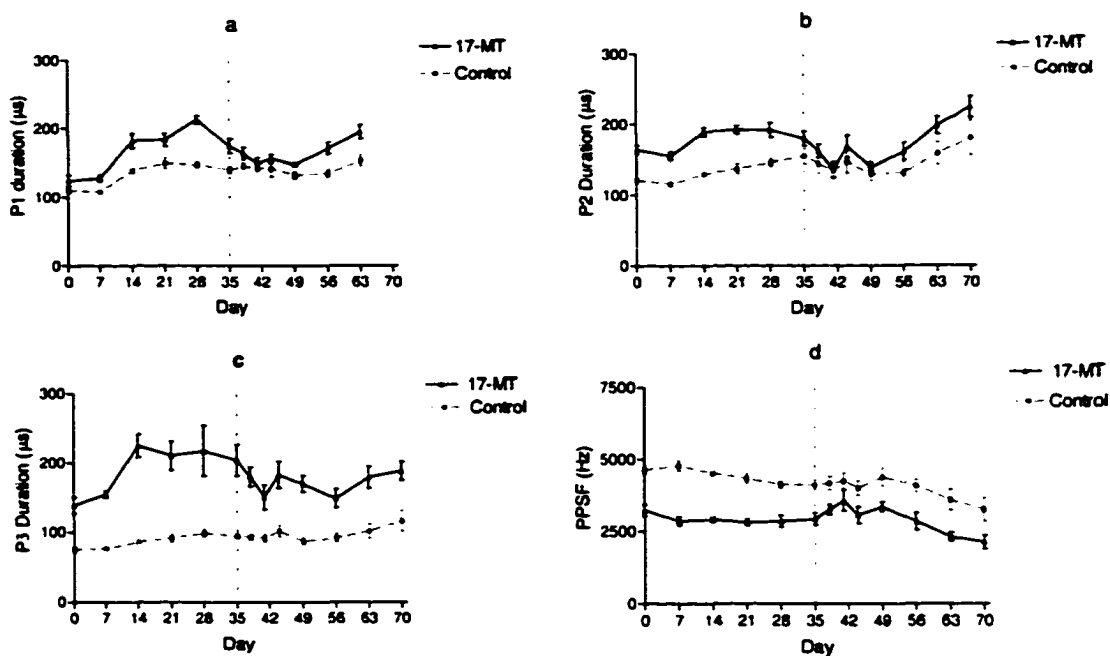 a
17-MT
Control
P1 duration (µs)
300
200
100
0
0 7 14 21 28 35 42 49 56 63 70
Day
b
17-MT
Control
P2 Duration (µs)
300
200
100
0
0 7 14 21 28 35 42 49 56 63 70
Day
c
17-MT
Control
P3 Duration (µs)
300
200
100
0
0 7 14 21 28 35 42 49 56 63 70
Day
d
17-MT
Control
PPSF (Hz)
7500
5000
2500
0
0 7 14 21 28 35 42 49 56 63 70
Day